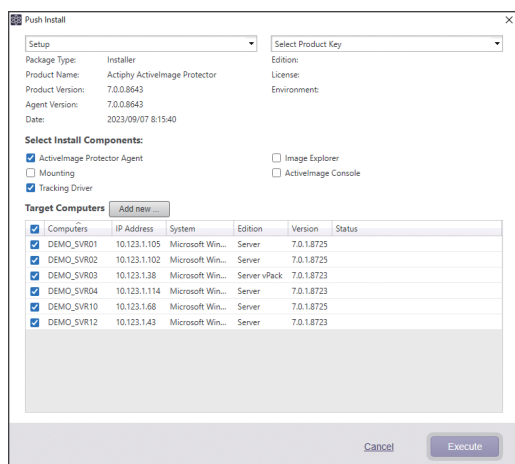 Push Install
Setup Select Product Key
Package Type: Installer Edition:
Product Name: Actiphy ActiveImage Protector License:
Product Version: 7.0.0.8643 Environment:
Agent Version: 7.0.0.8643
Date: 2023/09/07 8:15:40
Select Install Components:
ActiveImage Protector Agent Image Explorer
Mounting ActiveImage Console
Tracking Driver
Target Computers Add new ...
Computers IP Address System Edition Version Status
DEMO_SVR01 10.123.1.105 Microsoft Win... Server 7.0.1.8725
DEMO_SVR02 10.123.1.102 Microsoft Win... Server 7.0.1.8725
DEMO_SVR03 10.123.1.38 Microsoft Win... Server vPack 7.0.1.8723
DEMO_SVR04 10.123.1.114 Microsoft Win... Server 7.0.1.8723
DEMO_SVR10 10.123.1.68 Microsoft Win... Server 7.0.1.8723
DEMO_SVR12 10.123.1.43 Microsoft Win... Server 7.0.1.8723
Cancel Execute